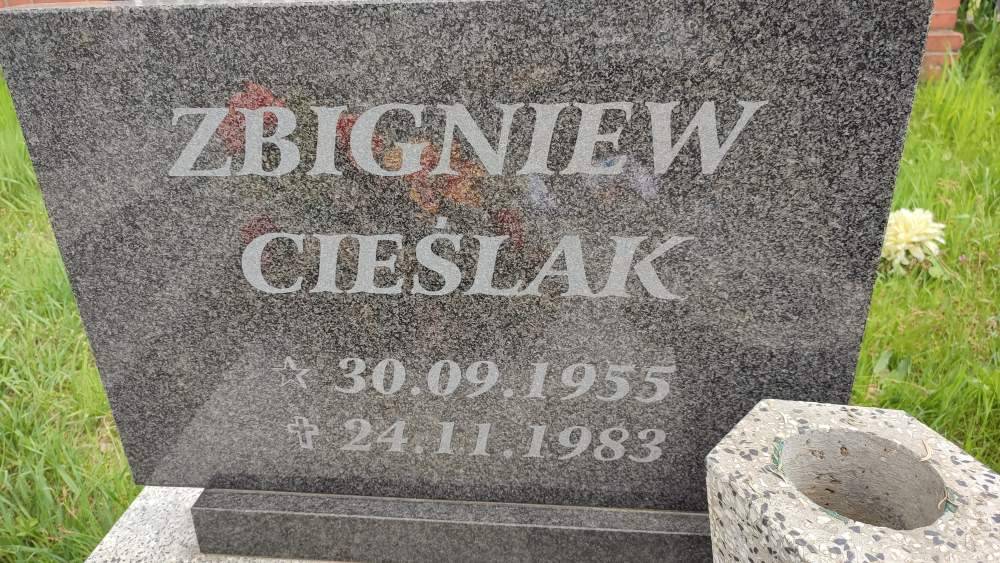 ZBIGNIEW
CIEŚLAK
☆ 30.09.1955
✝ 24.11.1983